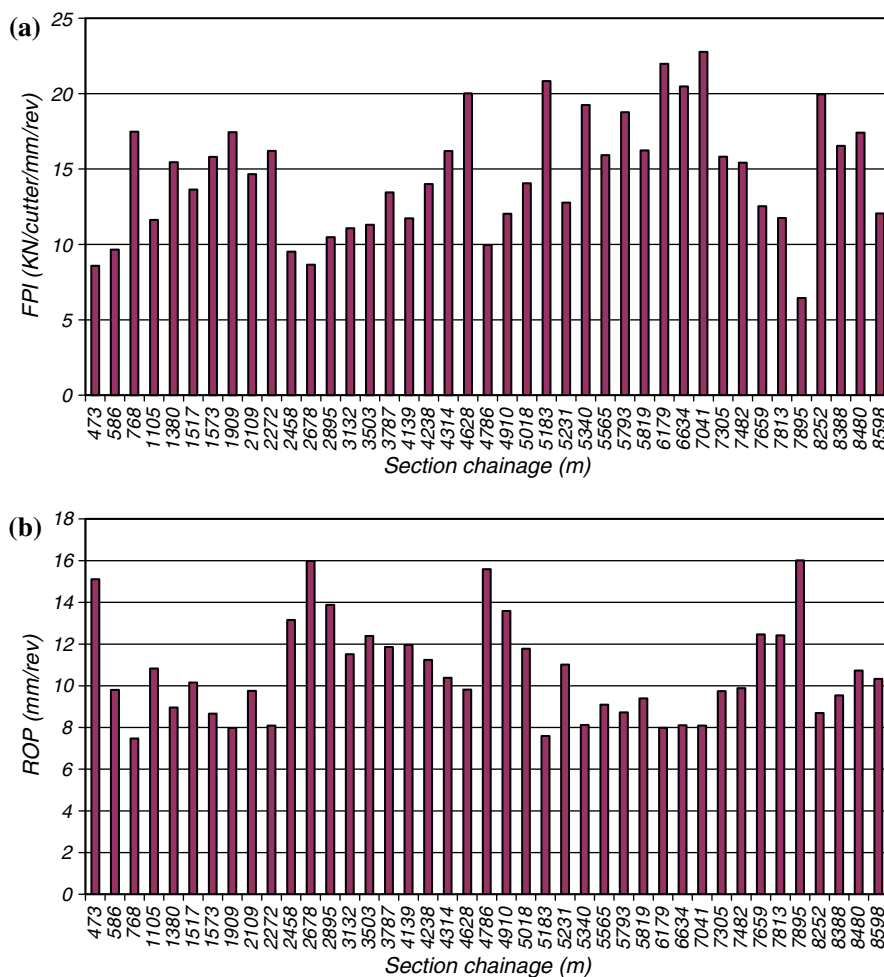 (a)
FPI (KN/cutter/mm/rev)
25
20
15
10
5
0
473 586 768 1105 1380 1517 1573 1909 2109 2272 2458 2678 2895 3132 3503 3787 4139 4238 4314 4628 4786 4910 5018 5183 5231 5340 5565 5793 5819 6179 6634 7041 7305 7482 7659 7813 7895 8252 8388 8480 8598
Section chainage (m)
(b)
ROP (mm/rev)
18
16
14
12
10
8
6
4
2
0
473 586 768 1105 1380 1517 1573 1909 2109 2272 2458 2678 2895 3132 3503 3787 4139 4238 4314 4628 4786 4910 5018 5183 5231 5340 5565 5793 5819 6179 6634 7041 7305 7482 7659 7813 7895 8252 8388 8480 8598
Section chainage (m)